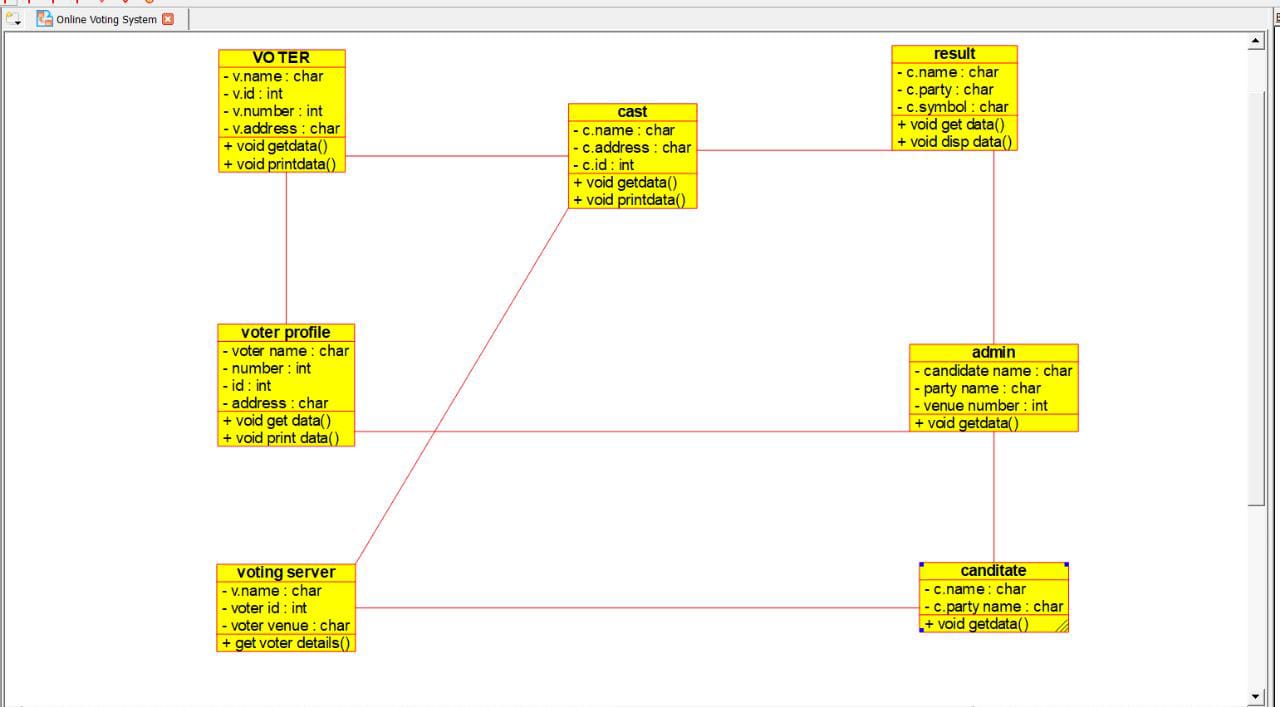 Online Voting System
VOTER
- v.name : char
- v.id : int
- v.number : int
- v.address : char
+ void getdata()
+ void printdata()
cast
- c.name : char
- c.address : char
- c.id : int
+ void getdata()
+ void printdata()
result
- c.name : char
- c.party : char
- c.symbol : char
+ void get data()
+ void disp data()
voter profile
- voter name : char
- number : int
- id : int
- address : char
+ void get data()
+ void print data()
admin
- candidate name : char
- party name : char
- venue number : int
+ void getdata()
voting server
- v.name : char
- voter id : int
- voter venue : char
+ get voter details()
canditate
- c.name : char
- c.party name : char
+ void getdata()